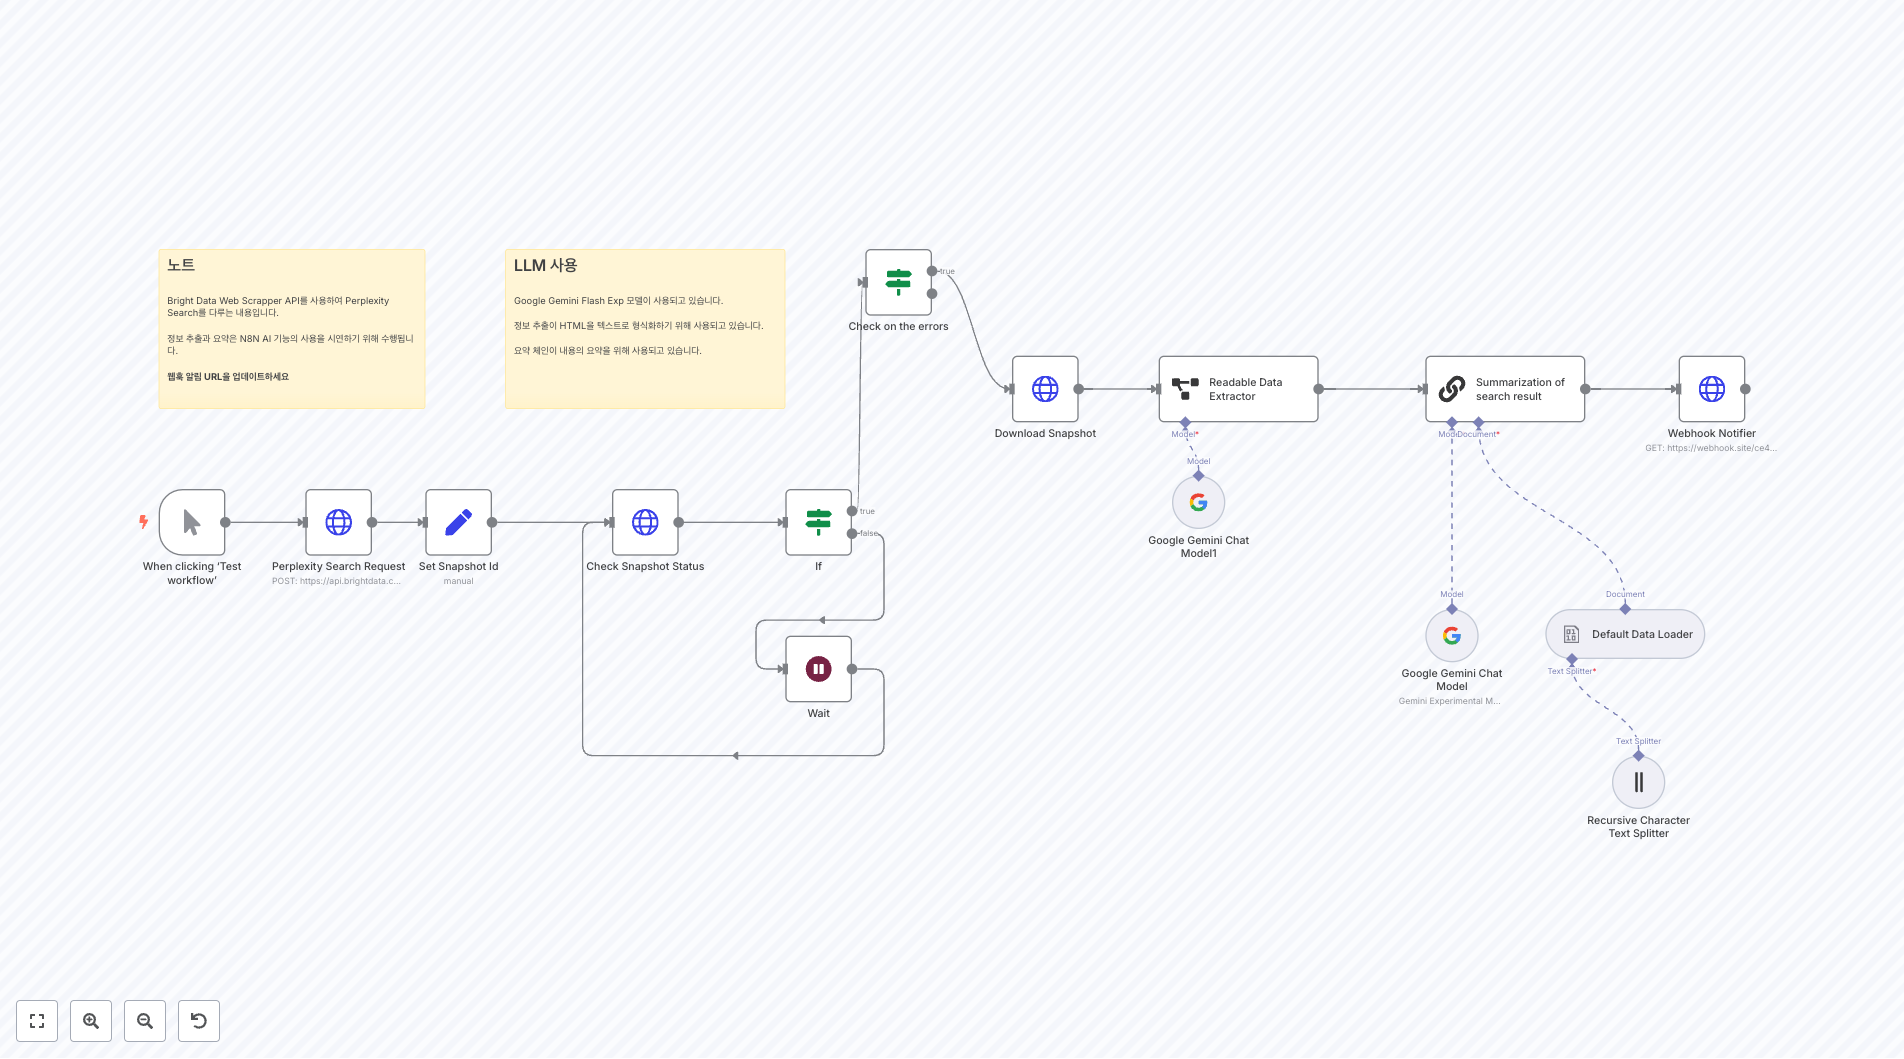 노트
Bright Data Web Scrapper API를 사용하여 Perplexity
Search를 다루는 내용입니다.
정보 추출과 요약은 N8N AI 기능의 사용을 시연하기 위해 수행됩니
다.
웹훅 알림 URL을 업데이트하세요
LLM 사용
Google Gemini Flash Exp 모델이 사용되고 있습니다.
정보 추출이 HTML을 텍스트로 형식화하기 위해 사용되고 있습니다.
요약 체인이 내용의 요약을 위해 사용되고 있습니다.
true
Check on the errors
Download Snapshot
Readable Data
Extractor
Model*
Model
Google Gemini Chat
Model1
Summarization of
search result
Document*
Webhook Notifier
GET: https://webhook.site/ce4...
When clicking ‘Test
workflow’
Perplexity Search Request
POST: https://api.brightdata.c...
Set Snapshot Id
manual
Check Snapshot Status
true
false
If
Wait
Model
Google Gemini Chat
Model
Gemini Experimental M...
Document
Default Data Loader
Text Splitter*
Text Splitter
Recursive Character
Text Splitter